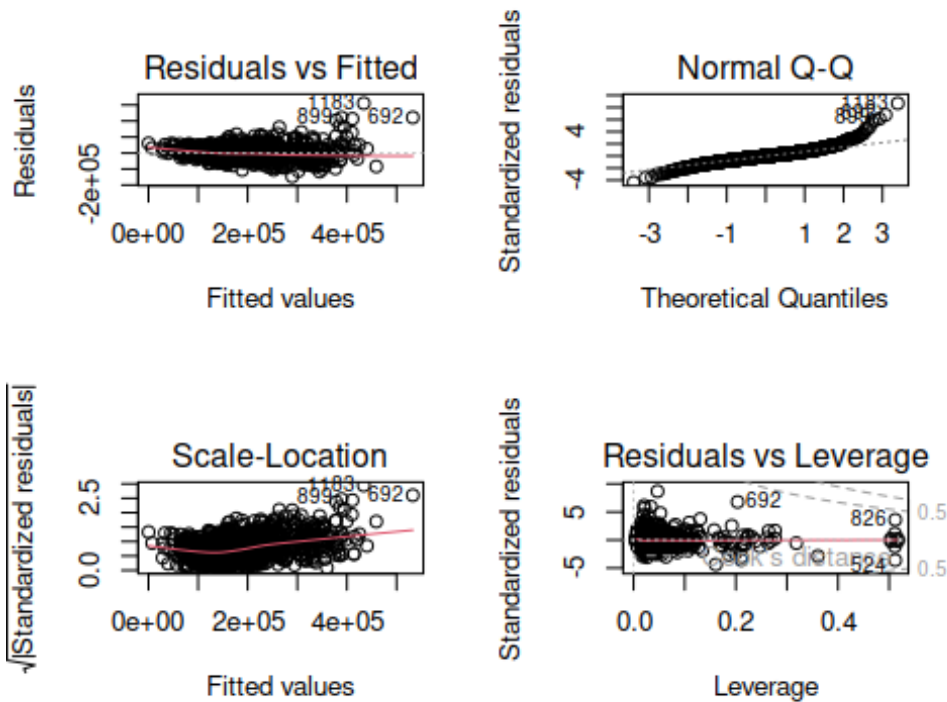 Residuals vs Fitted
Residuals
-2e+05
1183
899
692
0e+00 2e+05 4e+05
Fitted values
Normal Q-Q
Standardized residuals
4
-4
1183
-3 -1 1 2 3
Theoretical Quantiles
Scale-Location
√|Standardized residuals|
2.5
0.0
1183
899
692
0e+00 2e+05 4e+05
Fitted values
Residuals vs Leverage
Standardized residuals
5
-5
692
826
524
distance
0.5
0.5
0.0 0.2 0.4
Leverage